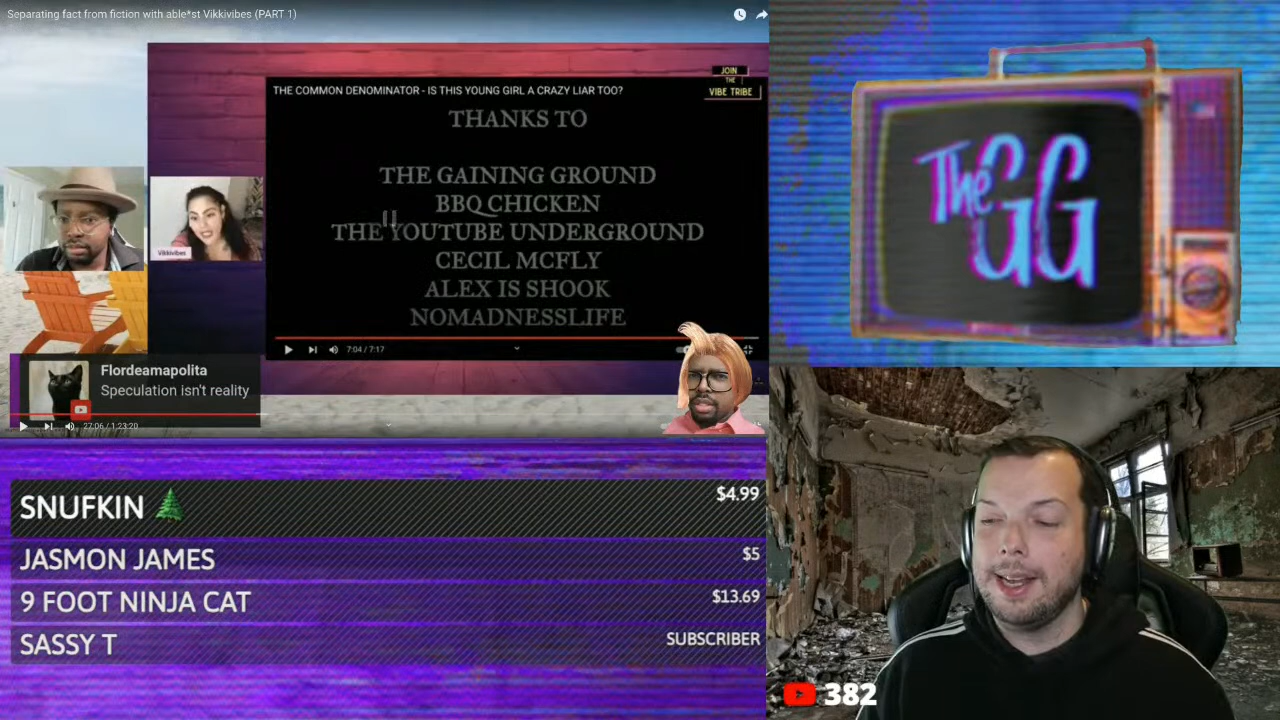 Separating fact from fiction with able*st Vikkivibes (PART 1)
JOIN
THE
VIBE TRIBE
THE COMMON DENOMINATOR - IS THIS YOUNG GIRL A CRAZY LIAR TOO?
THANKS TO
THE GAINING GROUND
BBQ CHICKEN
THE YOUTUBE UNDERGROUND
CECIL MCFLY
ALEX IS SHOOK
NOMADNESSLIFE
Vikkivibes
7:04 / 7:17
Flordeamapolita
Speculation isn't reality
27:06 / 1:23:20
The GG
SNUFKIN
$4.99
JASMON JAMES
$5
9 FOOT NINJA CAT
$13.69
SASSY T
SUBSCRIBER
382